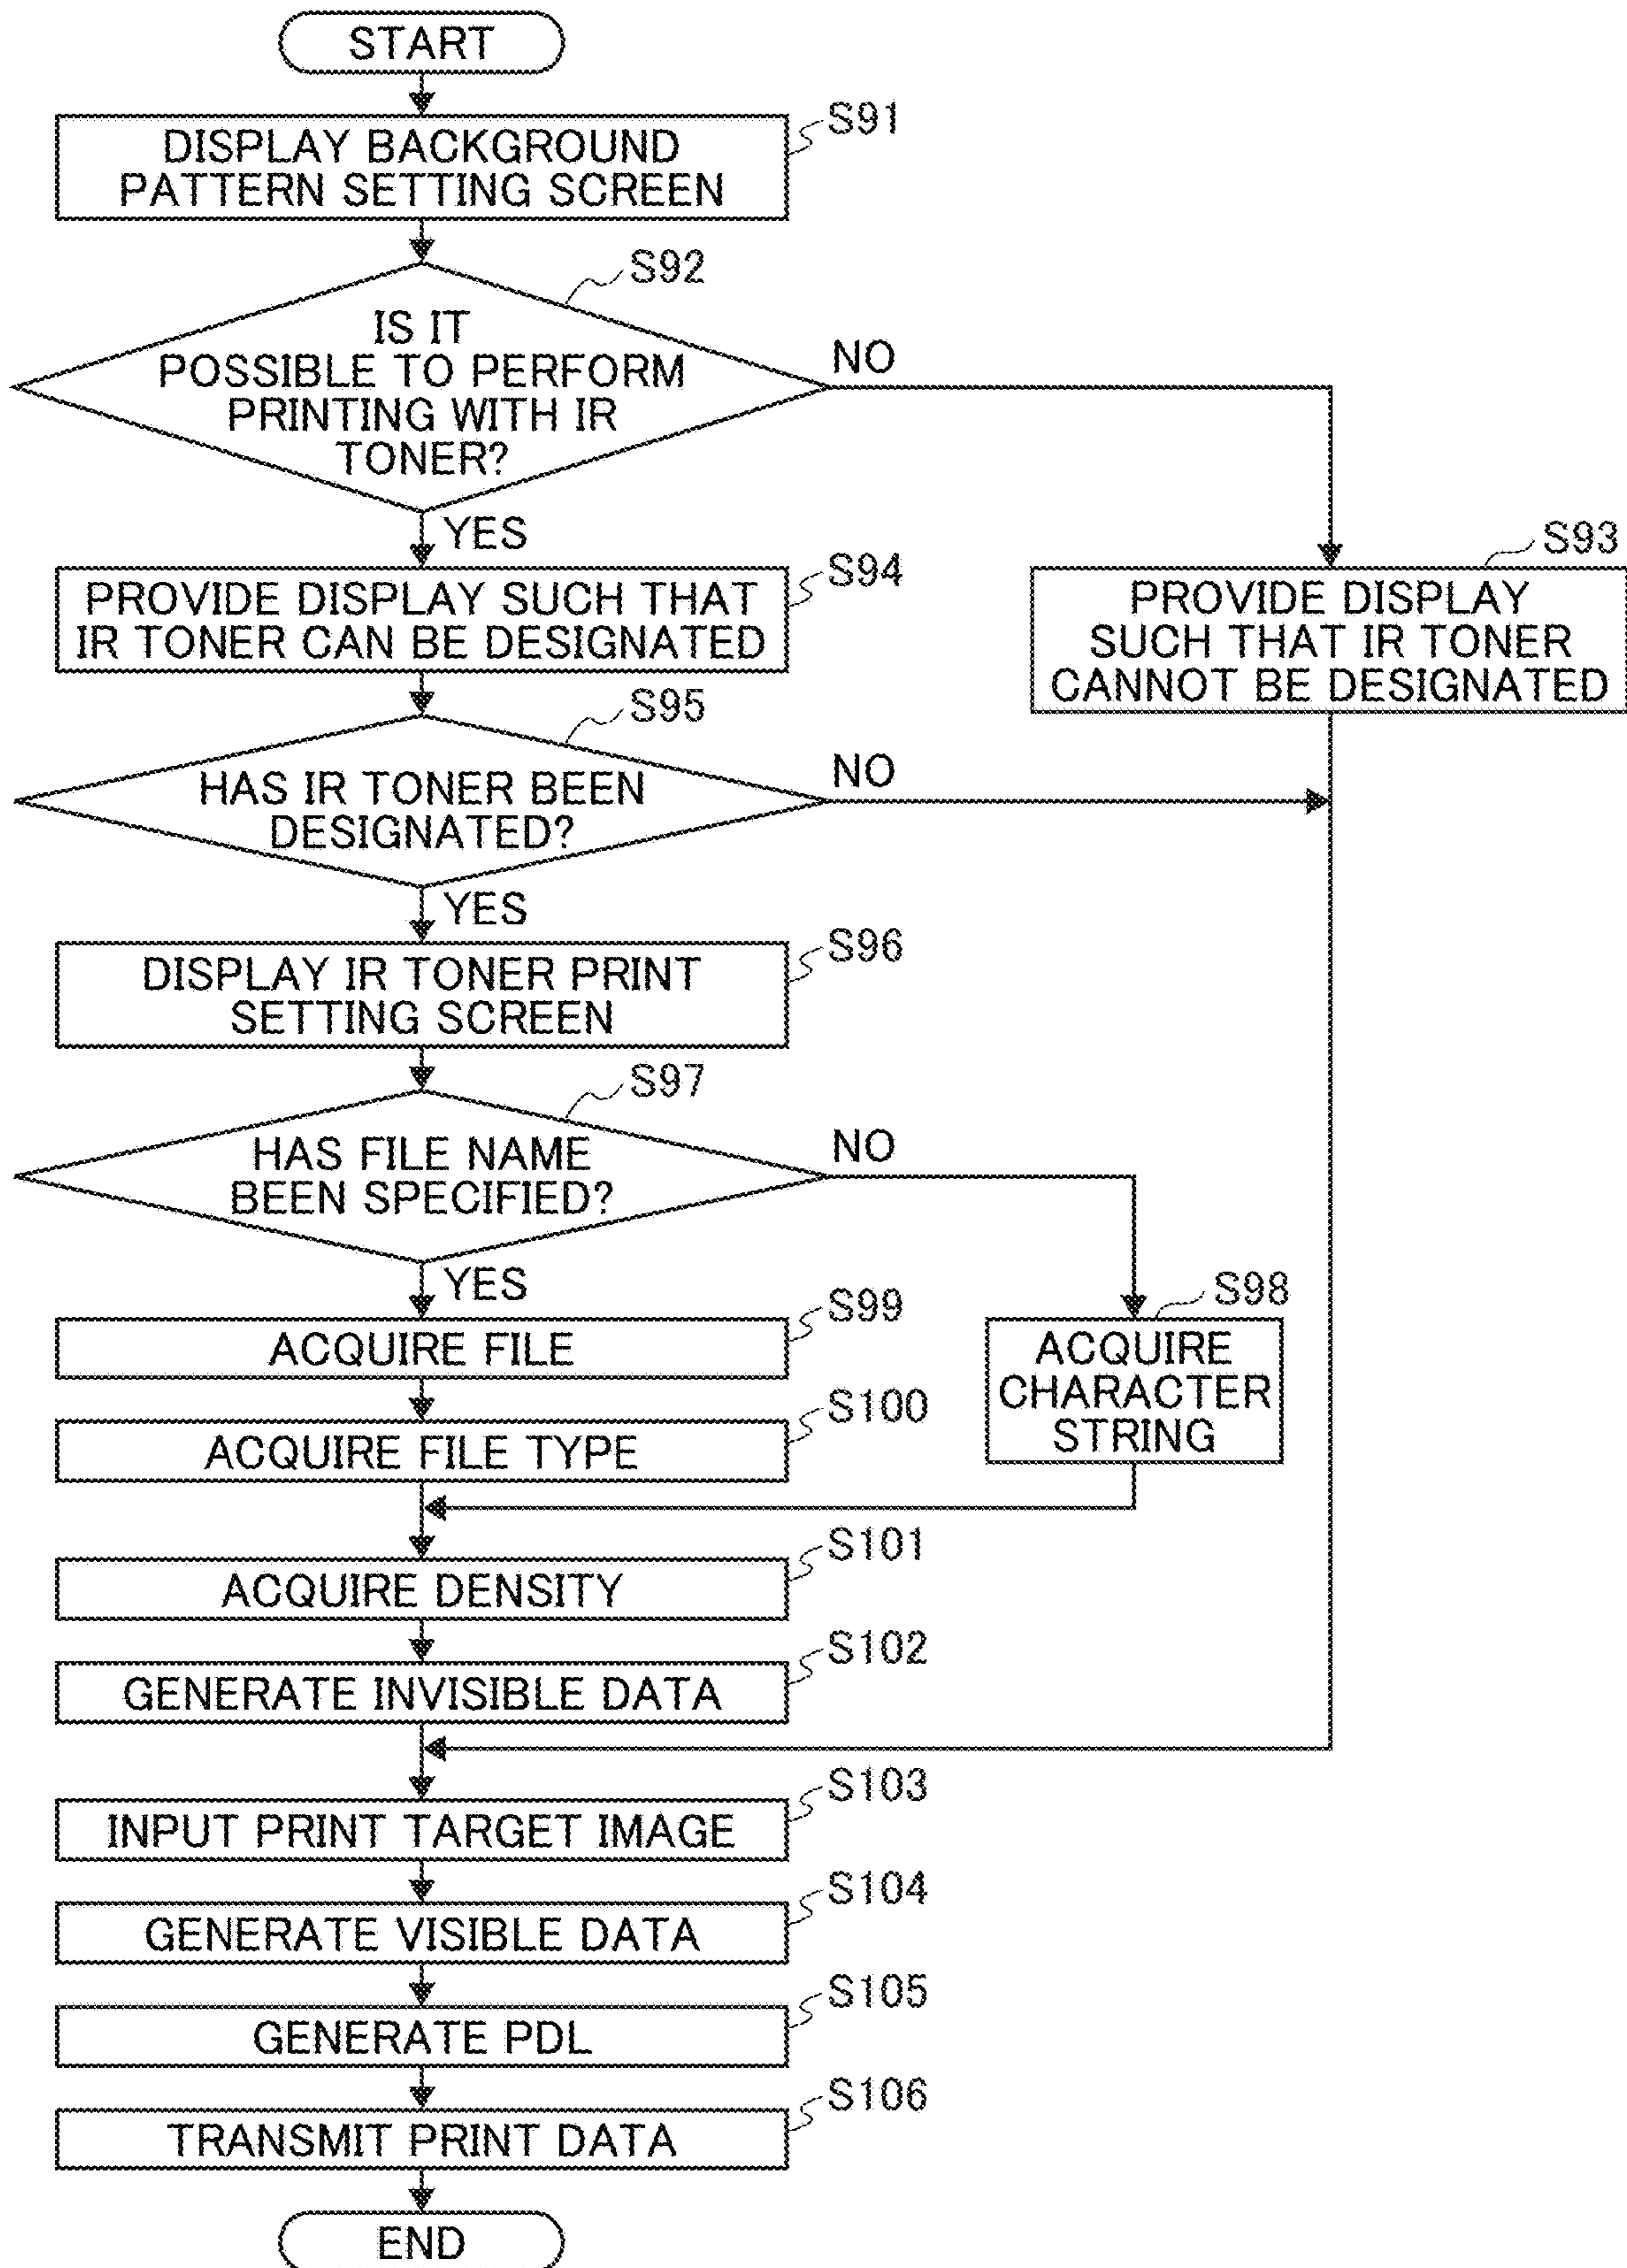 START
S91
DISPLAY BACKGROUND
PATTERN SETTING SCREEN
S92
IS IT
POSSIBLE TO PERFORM
PRINTING WITH IR
TONER?
NO
YES
S93
PROVIDE DISPLAY
SUCH THAT IR TONER
CANNOT BE DESIGNATED
S94
PROVIDE DISPLAY SUCH THAT
IR TONER CAN BE DESIGNATED
S95
HAS IR TONER BEEN
DESIGNATED?
NO
YES
S96
DISPLAY IR TONER PRINT
SETTING SCREEN
S97
HAS FILE NAME
BEEN SPECIFIED?
NO
YES
S98
ACQUIRE
CHARACTER
STRING
S99
ACQUIRE FILE
S100
ACQUIRE FILE TYPE
S101
ACQUIRE DENSITY
S102
GENERATE INVISIBLE DATA
S103
INPUT PRINT TARGET IMAGE
S104
GENERATE VISIBLE DATA
S105
GENERATE PDL
S106
TRANSMIT PRINT DATA
END